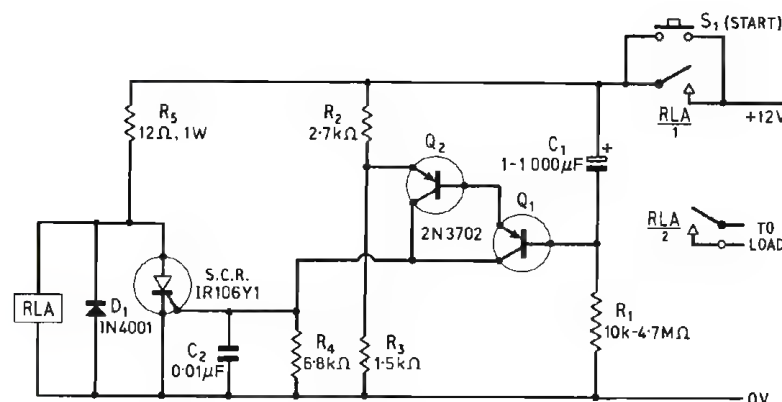 S1 (START)
RLA
1
+12V
R5
12Ω, 1W
R2
2·7kΩ
Q2
C1
1-1000µF
+
Q1
2N3702
RLA
2
TO
LOAD
S.C.R.
IR106Y1
RLA
D1
1N4001
C2
0·01µF
R4
6·8kΩ
R3
1·5kΩ
R1
10k-4·7MΩ
0V